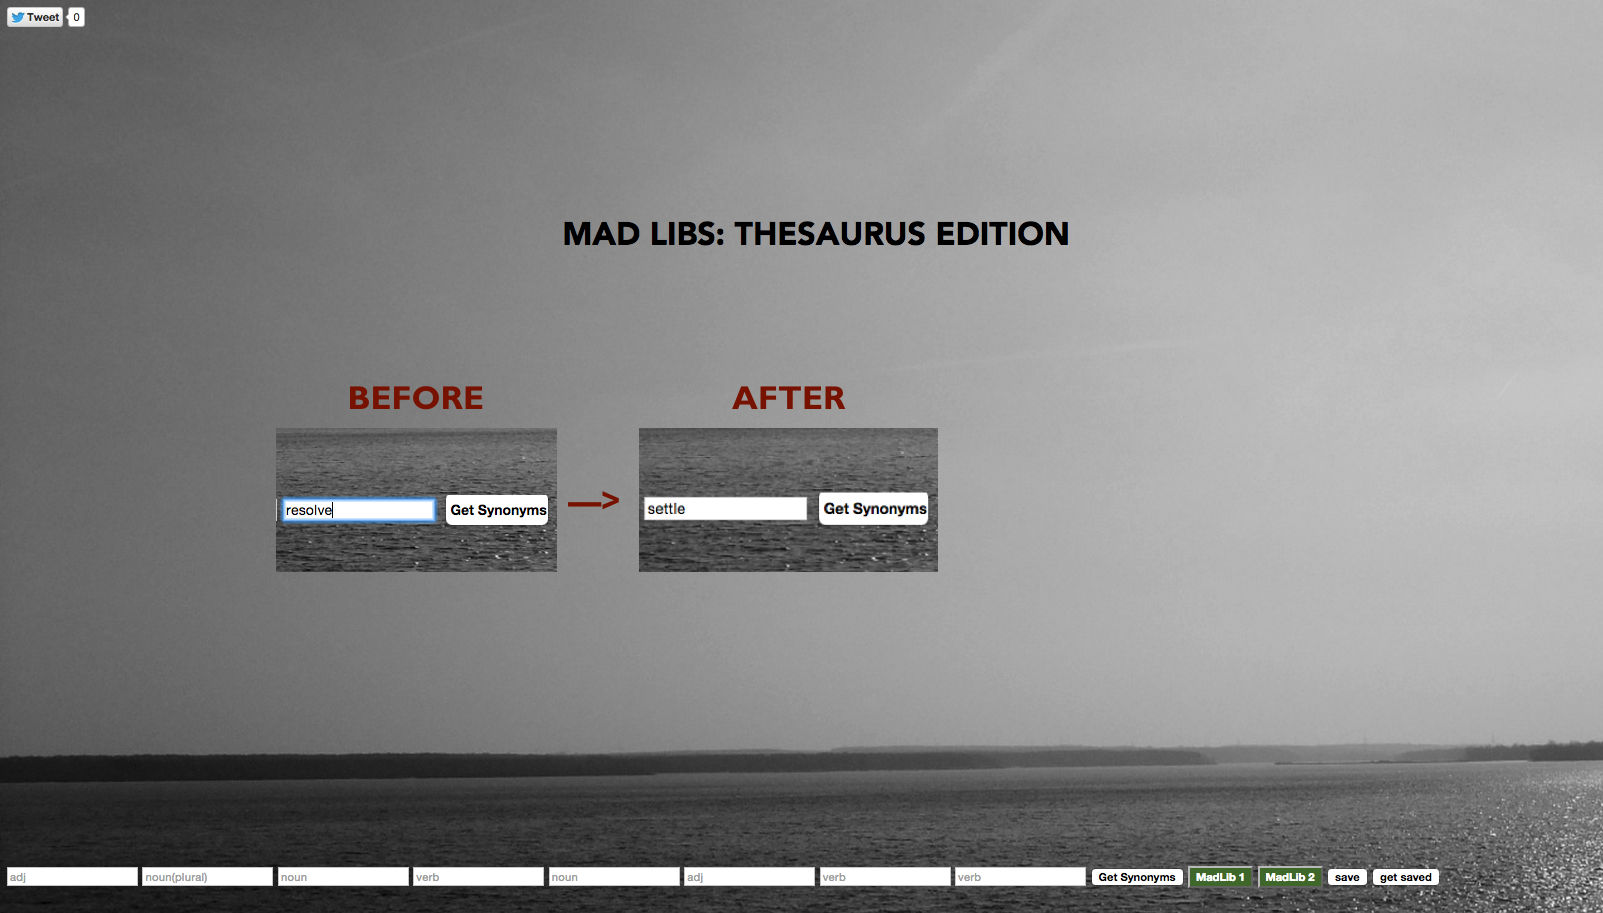 Tweet 0
MAD LIBS: THESAURUS EDITION
BEFORE AFTER
resolve Get Synonyms —> settle Get Synonyms
adj noun(plural) noun verb noun adj verb verb Get Synonyms MadLib 1 MadLib 2 save get saved